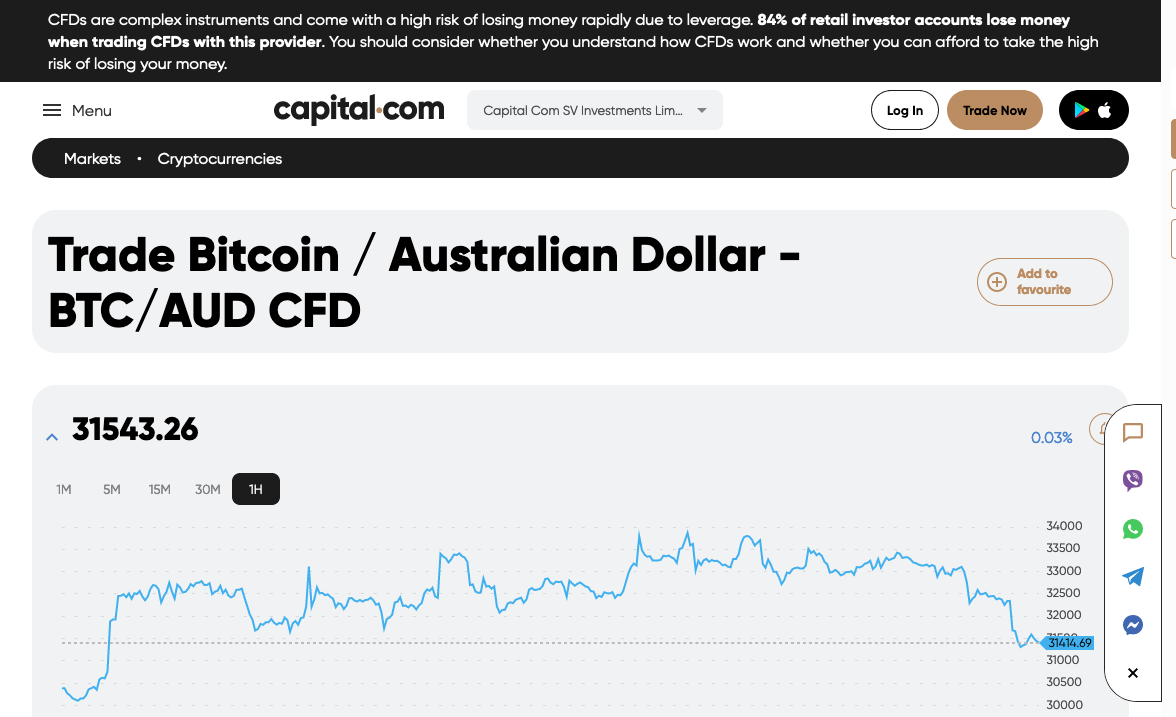 CFDs are complex instruments and come with a high risk of losing money rapidly due to leverage. 84% of retail investor accounts lose money
when trading CFDs with this provider. You should consider whether you understand how CFDs work and whether you can afford to take the high
risk of losing your money.
Menu
capital.com
Capital Com SV Investments Lim...
Log In
Trade Now
Markets • Cryptocurrencies
Trade Bitcoin / Australian Dollar -
BTC/AUD CFD
Add to
favourite
31543.26
0.03%
1M 5M 15M 30M 1H
34000
33500
33000
32500
32000
31414.69
31000
30500
30000